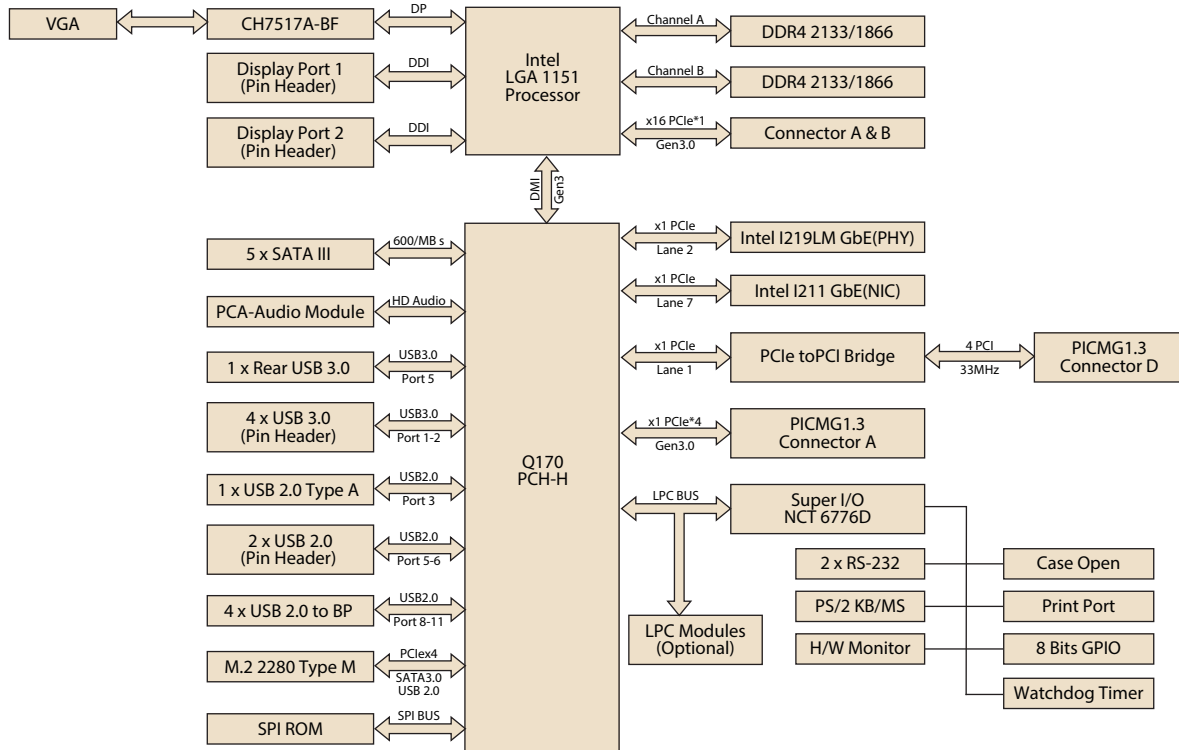 VGA
CH7517A-BF
DP
Display Port 1
(Pin Header)
DDI
Display Port 2
(Pin Header)
DDI
Intel
LGA 1151
Processor
Channel A
DDR4 2133/1866
Channel B
DDR4 2133/1866
x16 PCIe*1
Gen3.0
Connector A & B
DMI
Gen3
5 x SATA III
600/MB s
PCA-Audio Module
HD Audio
1 x Rear USB 3.0
USB3.0
Port 5
4 x USB 3.0
(Pin Header)
USB3.0
Port 1-2
1 x USB 2.0 Type A
USB2.0
Port 3
2 x USB 2.0
(Pin Header)
USB2.0
Port 5-6
4 x USB 2.0 to BP
USB2.0
Port 8-11
M.2 2280 Type M
PCIex4
SATA3.0
USB 2.0
SPI ROM
SPI BUS
Q170
PCH-H
x1 PCIe
Lane 2
Intel I219LM GbE(PHY)
x1 PCIe
Lane 7
Intel I211 GbE(NIC)
x1 PCIe
Lane 1
PCIe toPCI Bridge
4 PCI
33MHz
PICMG1.3
Connector D
x1 PCIe*4
Gen3.0
PICMG1.3
Connector A
LPC BUS
Super I/O
NCT 6776D
LPC Modules
(Optional)
2 x RS-232
Case Open
PS/2 KB/MS
Print Port
H/W Monitor
8 Bits GPIO
Watchdog Timer